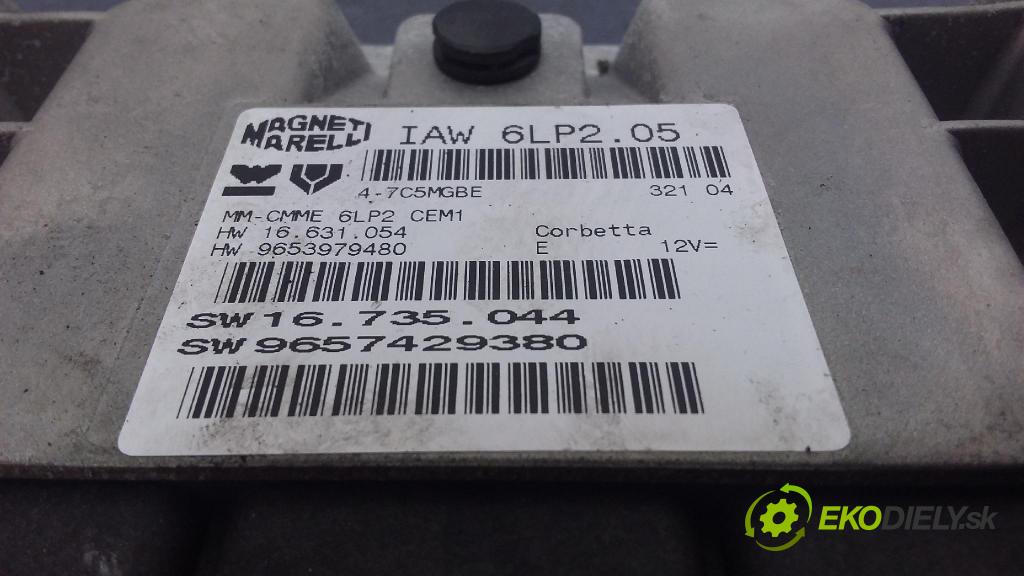 MAGNETI
MARELLI
IAW 6LP2.05
4-7C5MGBE 321 04
MM-CMME 6LP2 CEM1
HW 16.631.054 Corbetta
HW 9653979480 E 12V=
SW 16.735.044
SW 9657429380
EKODIELY.sk